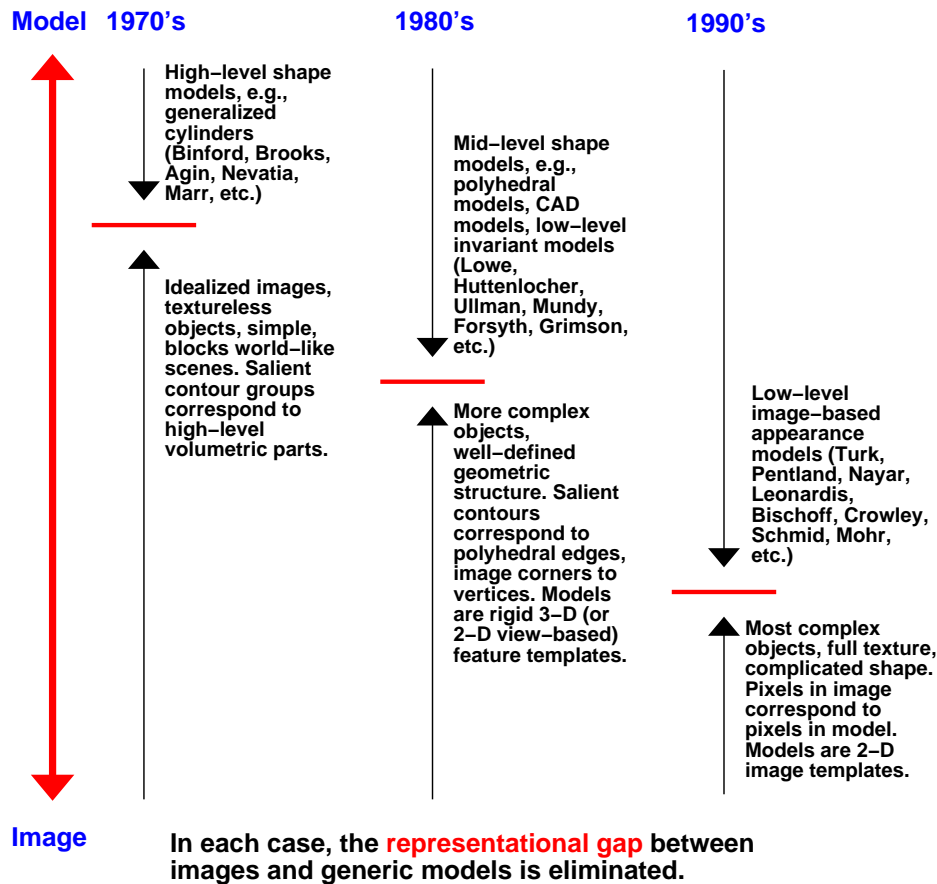 Model 1970's 1980's 1990's
High–level shape
models, e.g.,
generalized
cylinders
(Binford, Brooks,
Agin, Nevatia,
Marr, etc.)
Idealized images,
textureless
objects, simple,
blocks world–like
scenes. Salient
contour groups
correspond to
high–level
volumetric parts.
Mid–level shape
models, e.g.,
polyhedral
models, CAD
models, low–level
invariant models
(Lowe,
Huttenlocher,
Ullman, Mundy,
Forsyth, Grimson,
etc.)
More complex
objects,
well–defined
geometric
structure. Salient
contours
correspond to
polyhedral edges,
image corners to
vertices. Models
are rigid 3–D (or
2–D view–based)
feature templates.
Low–level
image–based
appearance
models (Turk,
Pentland, Nayar,
Leonardis,
Bischoff, Crowley,
Schmid, Mohr,
etc.)
Most complex
objects, full texture,
complicated shape.
Pixels in image
correspond to
pixels in model.
Models are 2–D
image templates.
Image
In each case, the representational gap between
images and generic models is eliminated.